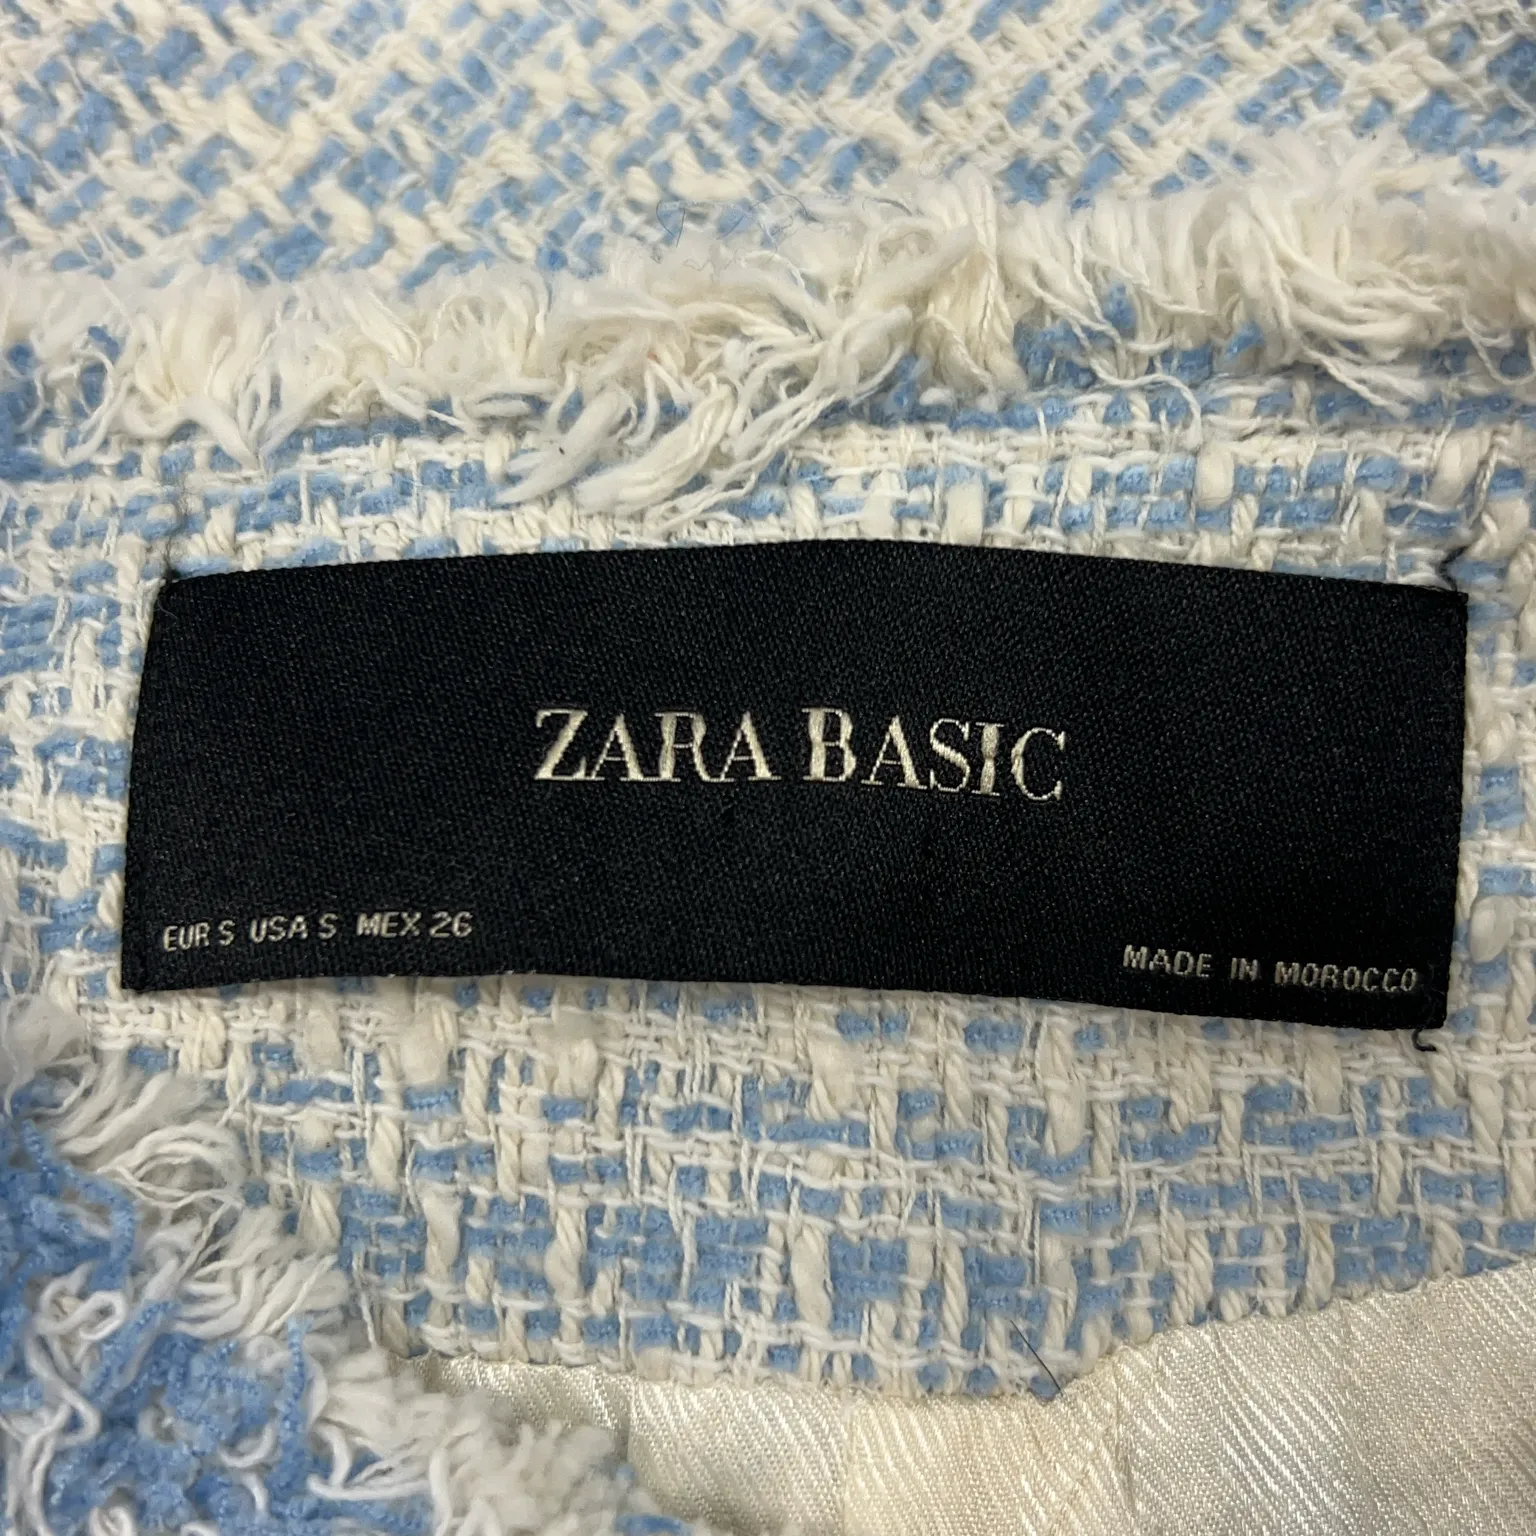 ZARA BASIC
EUR S USA S MEX 26
MADE IN MOROCCO